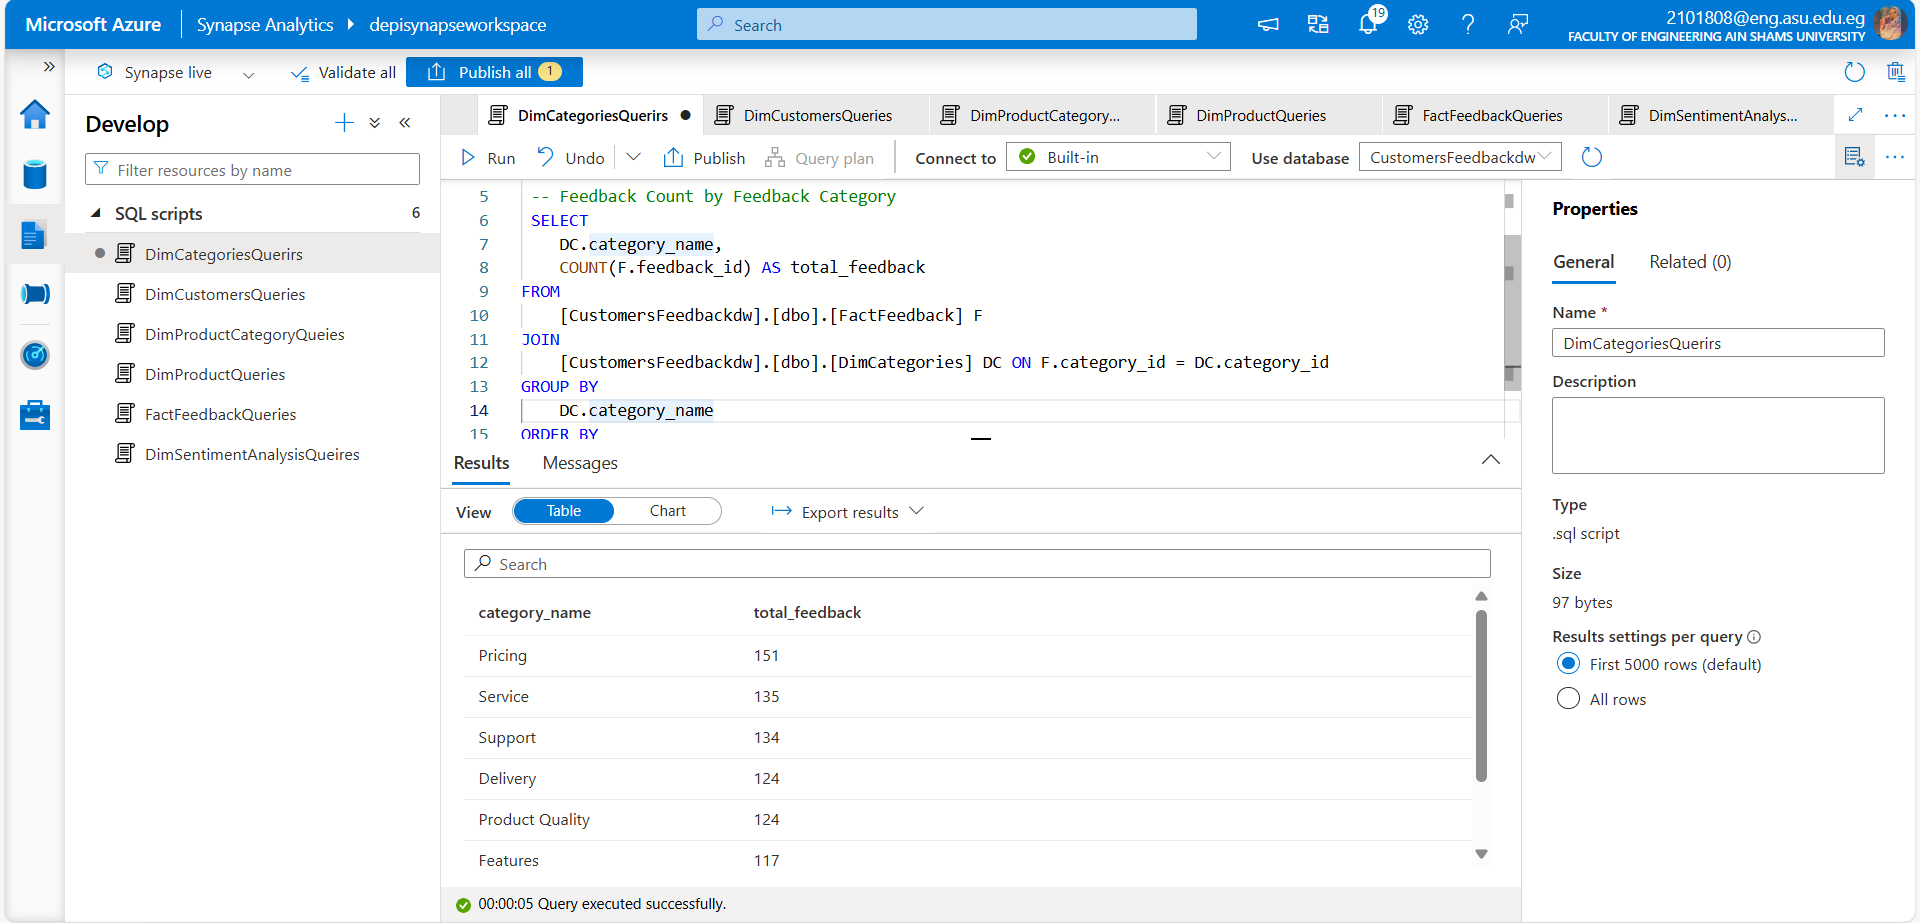 Microsoft Azure
Synapse Analytics
depisynapseworkspace
Search
19
2101808@eng.asu.edu.eg
FACULTY OF ENGINEERING AIN SHAMS UNIVERSITY
Synapse live
Validate all
Publish all 1
Develop
Filter resources by name
SQL scripts 6
DimCategoriesQuerirs
DimCustomersQueries
DimProductCategoryQueies
DimProductQueries
FactFeedbackQueries
DimSentimentAnalysisQueires
DimCategoriesQuerirs
DimCustomersQueries
DimProductCategory...
DimProductQueries
FactFeedbackQueries
DimSentimentAnalys...
Run
Undo
Publish
Query plan
Connect to
Built-in
Use database
CustomersFeedbackdw
5 -- Feedback Count by Feedback Category
6 SELECT
7 DC.category_name,
8 COUNT(F.feedback_id) AS total_feedback
9 FROM
10 [CustomersFeedbackdw].[dbo].[FactFeedback] F
11 JOIN
12 [CustomersFeedbackdw].[dbo].[DimCategories] DC ON F.category_id = DC.category_id
13 GROUP BY
14 DC.category_name
15 ORDER BY
Results
Messages
View
Table
Chart
Export results
Search
category_name total_feedback
Pricing 151
Service 135
Support 134
Delivery 124
Product Quality 124
Features 117
00:00:05 Query executed successfully.
Properties
General
Related (0)
Name *
DimCategoriesQuerirs
Description
Type
.sql script
Size
97 bytes
Results settings per query
First 5000 rows (default)
All rows